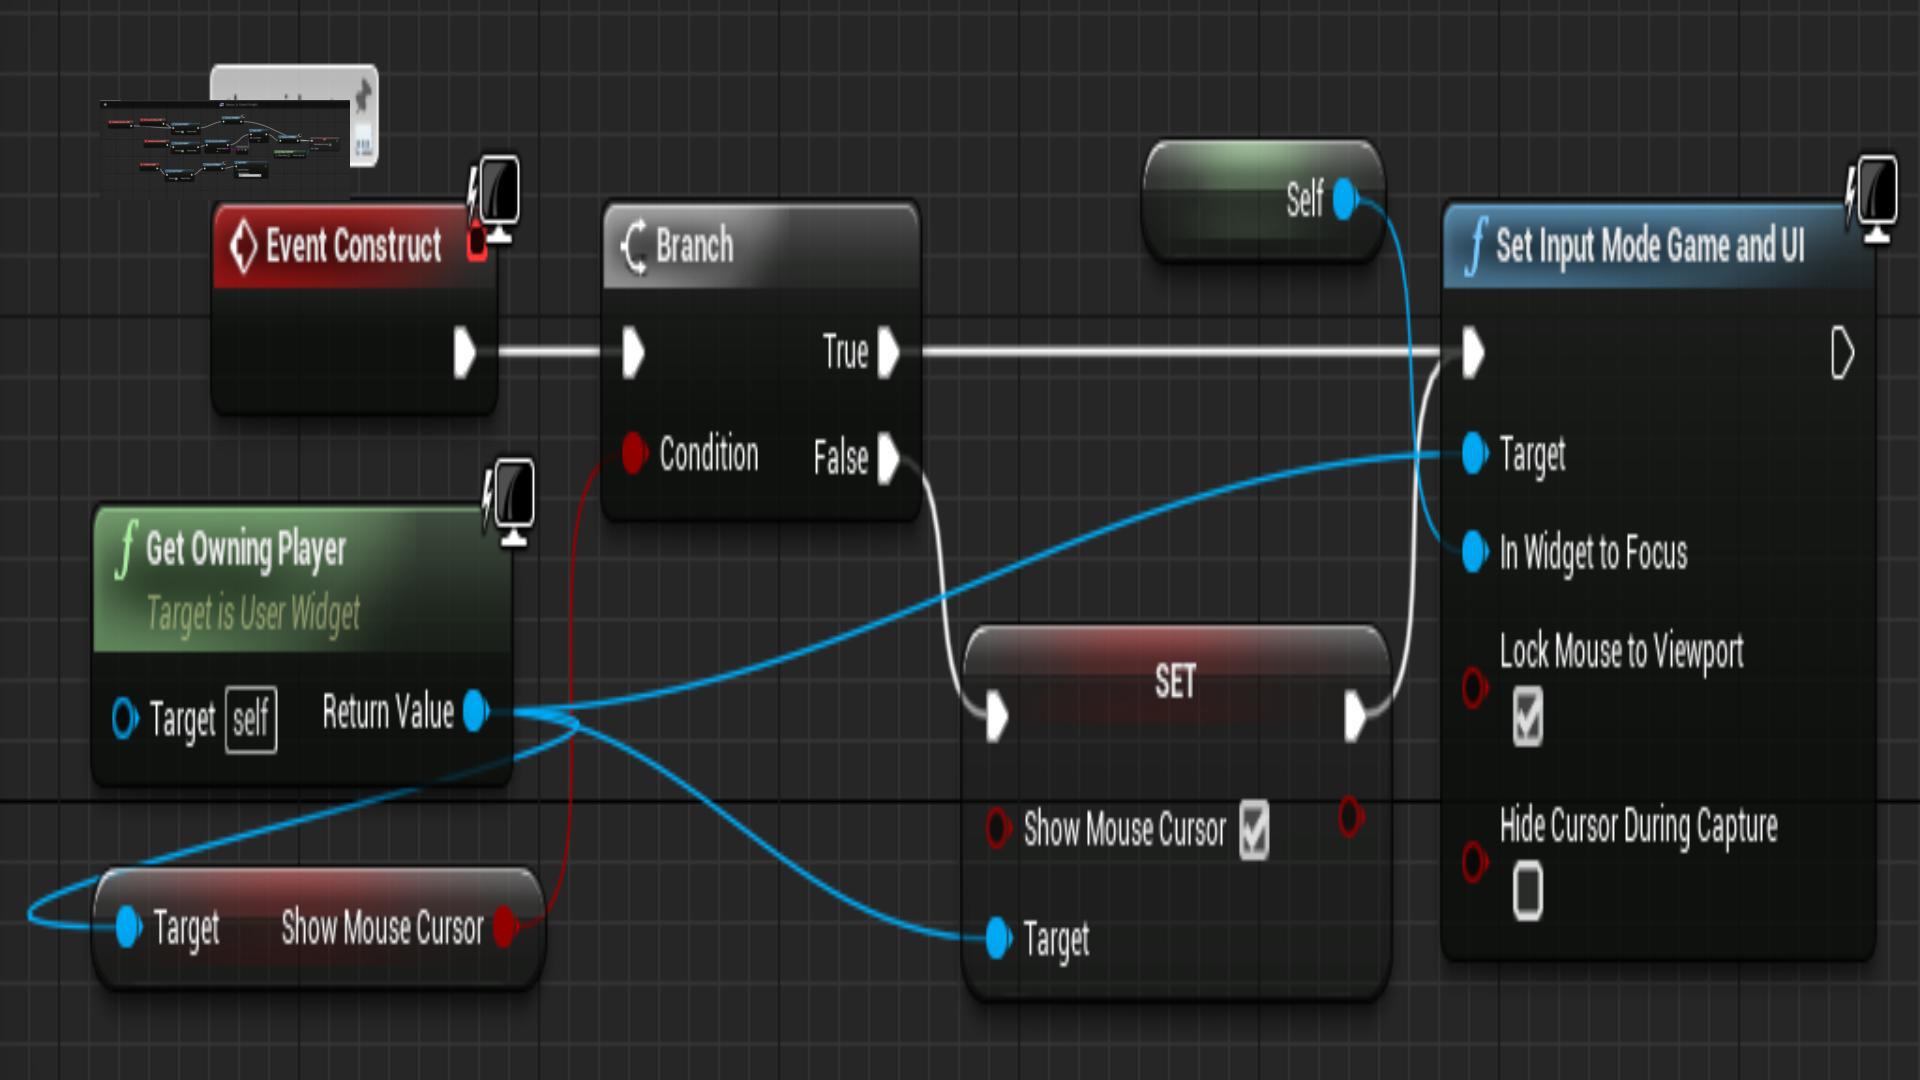 Event Construct
Branch
Self
Set Input Mode Game and UI
True
Condition
False
Target
Get Owning Player
Target is User Widget
In Widget to Focus
Lock Mouse to Viewport
SET
Target self
Return Value
Show Mouse Cursor
Hide Cursor During Capture
Target
Show Mouse Cursor
Target